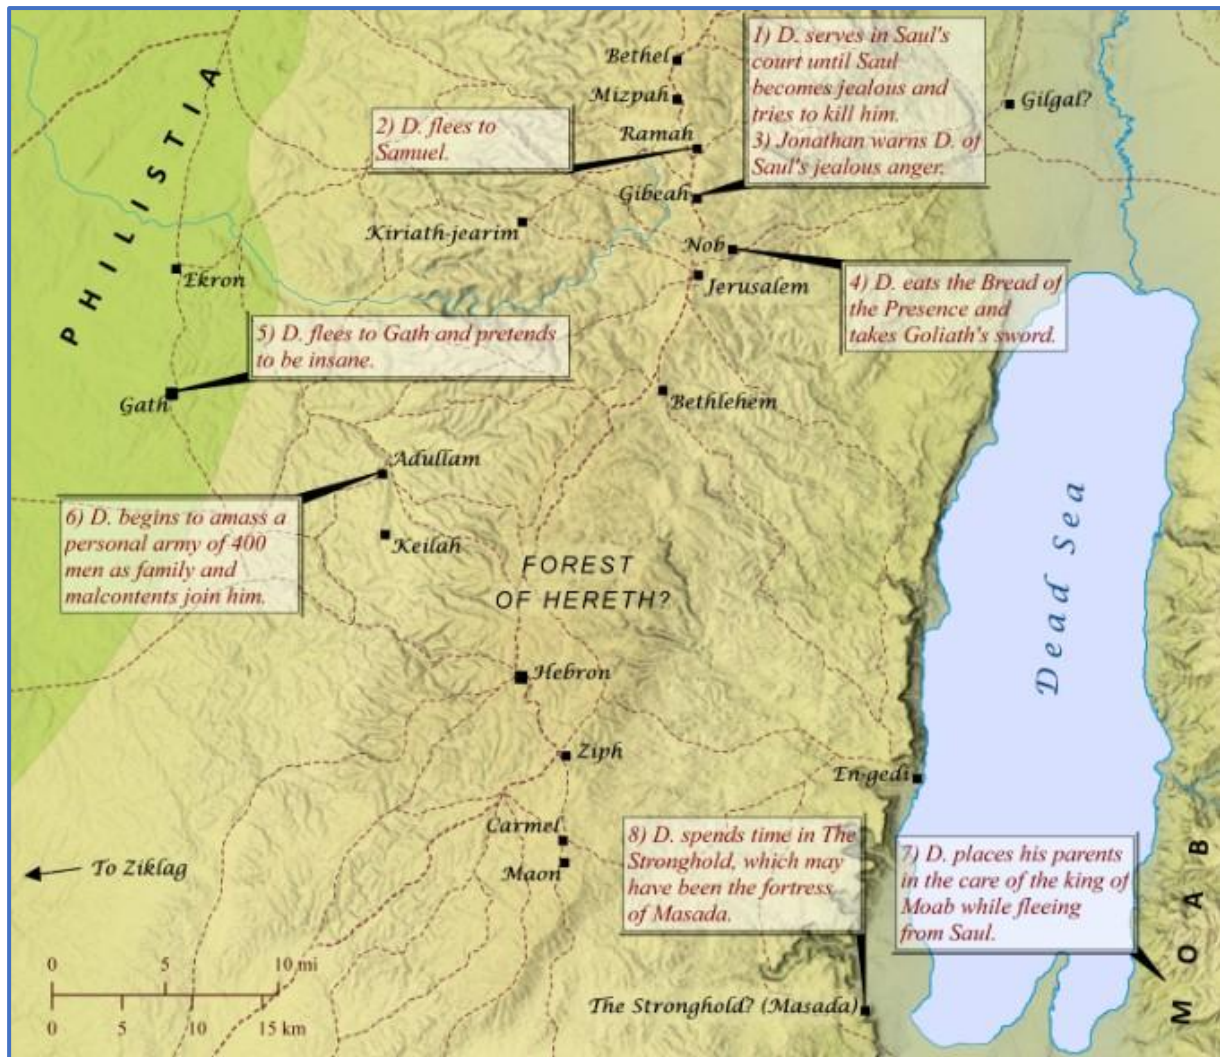 Bethel
Mizpah
Ramah
1) D. serves in Saul's
court until Saul
becomes jealous and
tries to kill him.
3) Jonathan warns D. of
Saul's jealous anger.
Gilgal?
2) D. flees to
Samuel.
PHILISTIA
Gibeah
Kiriath-jearim
Nob
Ekron
Jerusalem
4) D. eats the Bread of
the Presence and
takes Goliath's sword.
5) D. flees to Gath and pretends
to be insane.
Gath
Bethlehem
Adullam
6) D. begins to amass a
personal army of 400
men as family and
malcontents join him.
Keilah
FOREST
OF HERETH?
Dead Sea
Hebron
Ziph
En-gedi
Carmel
Maon
To Ziklag
8) D. spends time in The
Stronghold, which may
have been the fortress
of Masada.
7) D. places his parents
in the care of the king of
Moab while fleeing
from Saul.
MOAB
0 5 10 mi
0 5 10 15 km
The Stronghold? (Masada)